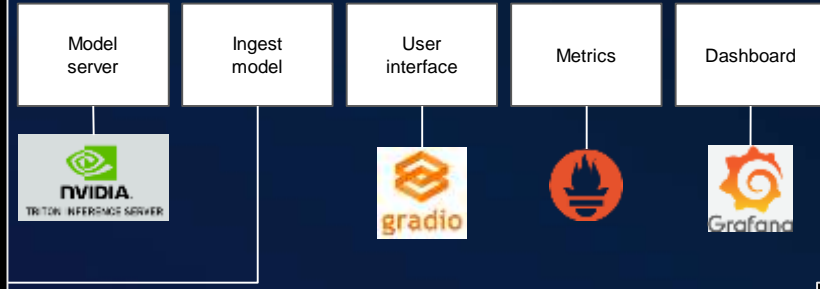 Model
server
Ingest
model
User
interface
Metrics
Dashboard
NVIDIA.
TRITON INFERENCE SERVER
gradio
Grafana